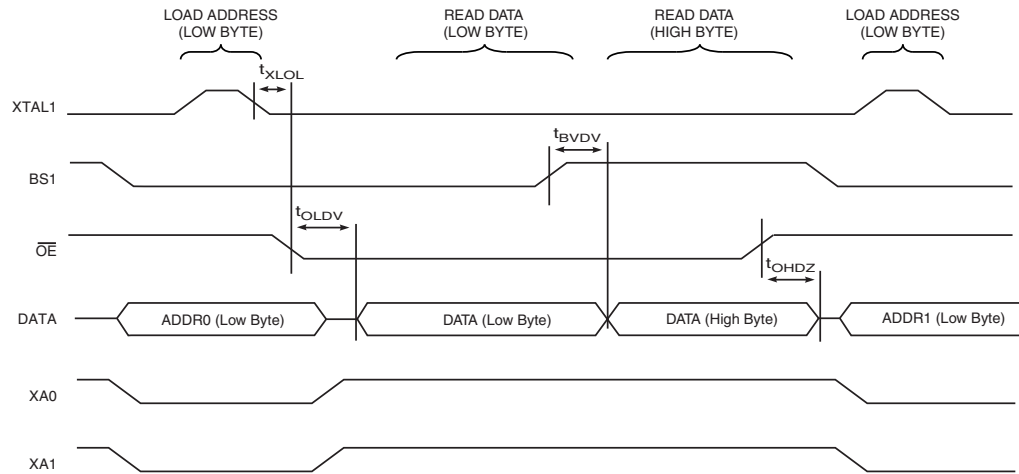 LOAD ADDRESS
(LOW BYTE)
READ DATA
(LOW BYTE)
READ DATA
(HIGH BYTE)
LOAD ADDRESS
(LOW BYTE)
tXLOL
XTAL1
tBVDV
BS1
tOLDV
OE
tOHDZ
DATA
ADDR0 (Low Byte)
DATA (Low Byte)
DATA (High Byte)
ADDR1 (Low Byte)
XA0
XA1